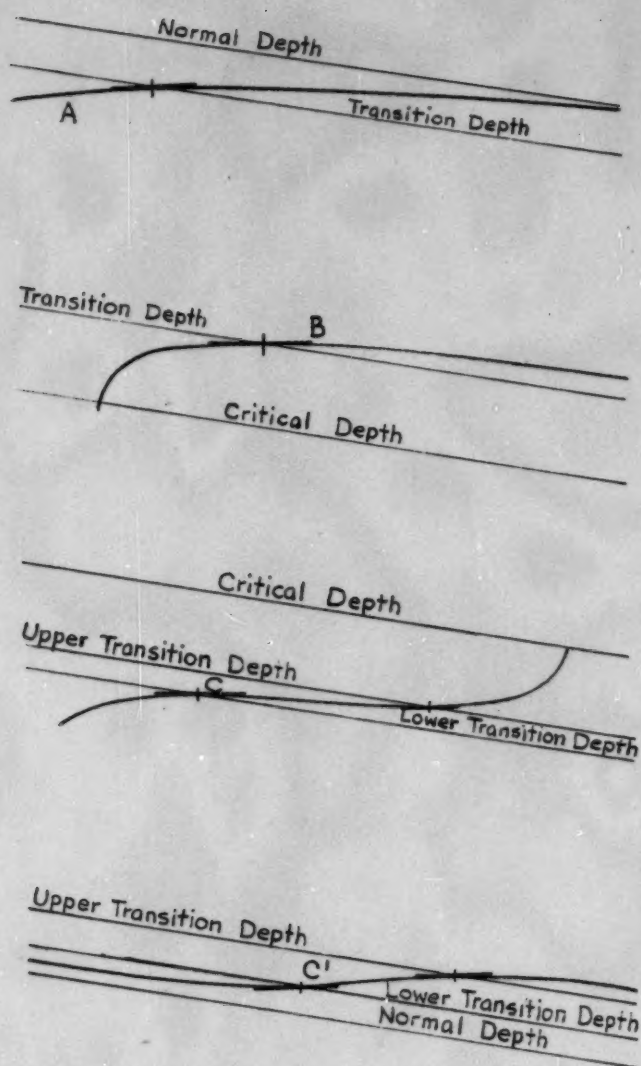 Normal Depth
A
Transition Depth
Transition Depth
B
Critical Depth
Critical Depth
Upper Transition Depth
C
Lower Transition Depth
Upper Transition Depth
C'
Lower Transition Depth
Normal Depth